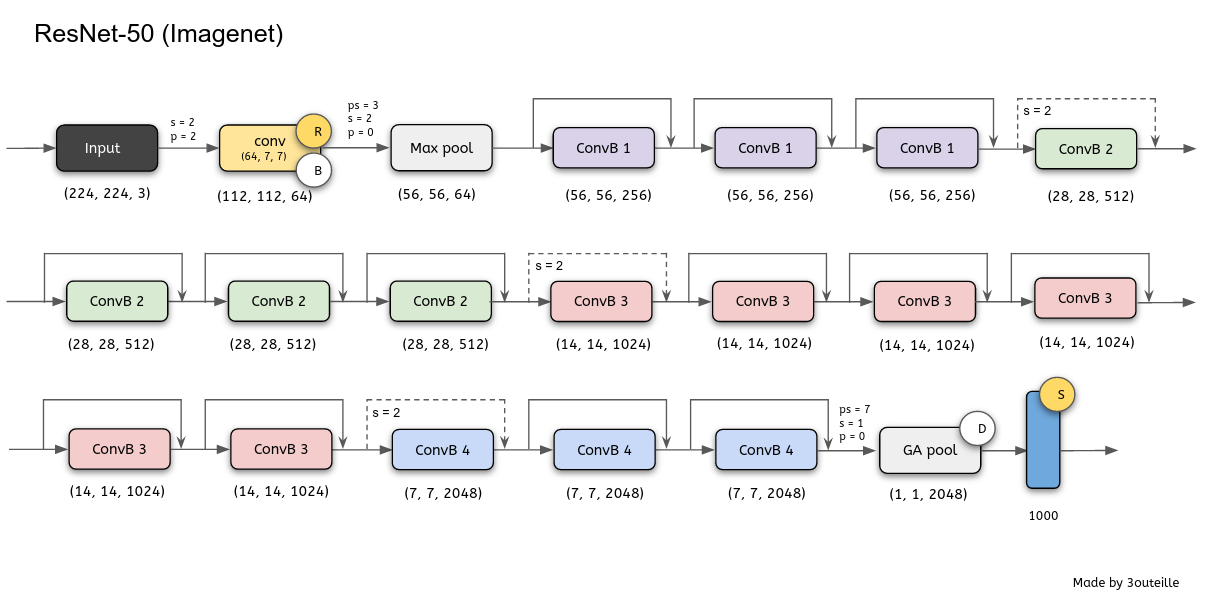 ResNet-50 (Imagenet)
Input
(224, 224, 3)
s = 2
p = 2
conv
(64, 7, 7)
R
B
(112, 112, 64)
ps = 3
s = 2
p = 0
Max pool
(56, 56, 64)
ConvB 1
(56, 56, 256)
ConvB 1
(56, 56, 256)
ConvB 1
(56, 56, 256)
s = 2
ConvB 2
(28, 28, 512)
ConvB 2
(28, 28, 512)
ConvB 2
(28, 28, 512)
ConvB 2
(28, 28, 512)
s = 2
ConvB 3
(14, 14, 1024)
ConvB 3
(14, 14, 1024)
ConvB 3
(14, 14, 1024)
ConvB 3
(14, 14, 1024)
ConvB 3
(14, 14, 1024)
ConvB 3
(14, 14, 1024)
s = 2
ConvB 4
(7, 7, 2048)
ConvB 4
(7, 7, 2048)
ConvB 4
(7, 7, 2048)
ps = 7
s = 1
p = 0
GA pool
D
(1, 1, 2048)
S
1000
Made by 3outeille